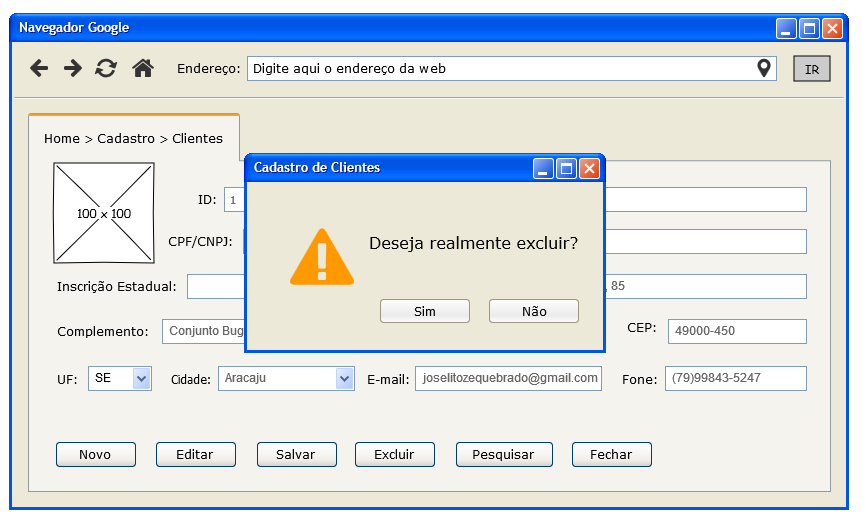 Navegador Google
Endereço: Digite aqui o endereço da web IR
Home > Cadastro > Clientes
Cadastro de Clientes
100 x 100
ID: 1
CPF/CNPJ:
Deseja realmente excluir?
Inscrição Estadual: , 85
Sim Não
Complemento: Conjunto Bug CEP: 49000-450
UF: SE Cidade: Aracaju E-mail: joselitozequebrado@gmail.com Fone: (79)99843-5247
Novo Editar Salvar Excluir Pesquisar Fechar